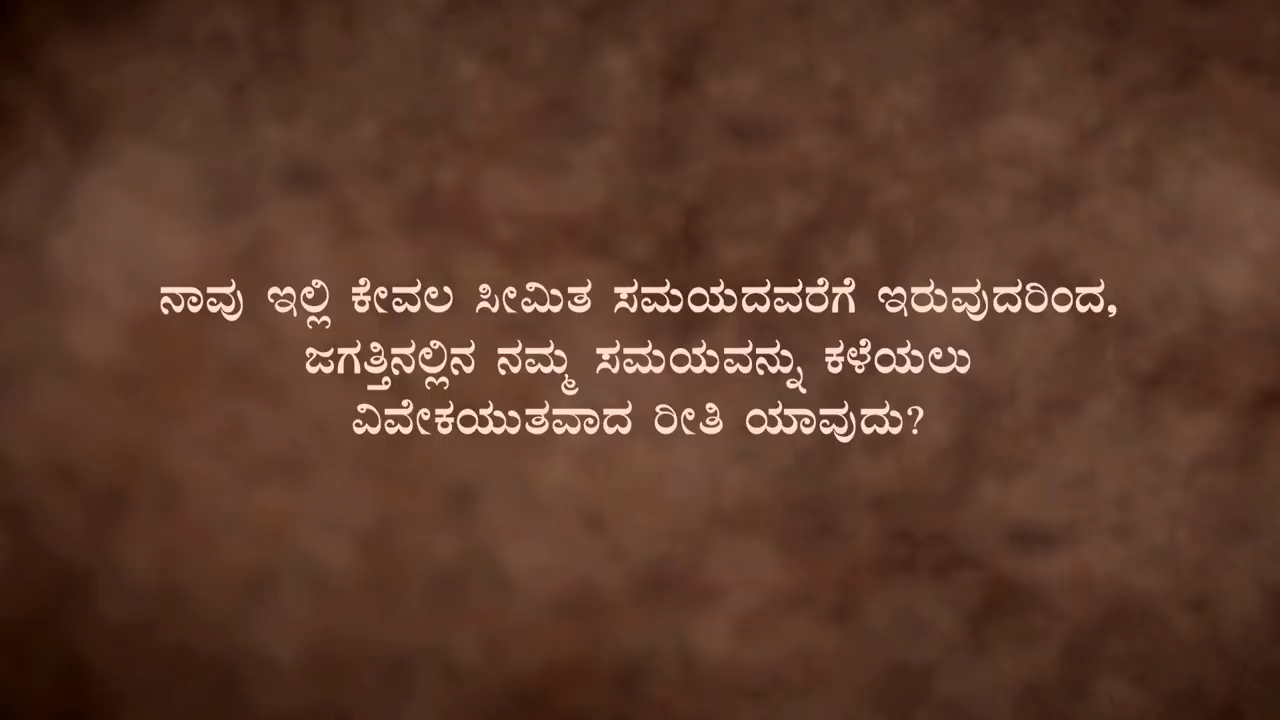 ನಾವು ಇಲ್ಲಿ ಕೇವಲ ಸೀಮಿತ ಸಮಯದವರೆಗೆ ಇರುವುದರಿಂದ,
ಜಗತ್ತಿನಲ್ಲಿನ ನಮ್ಮ ಸಮಯವನ್ನು ಕಳೆಯಲು
ವಿವೇಕಯುತವಾದ ರೀತಿ ಯಾವುದು?